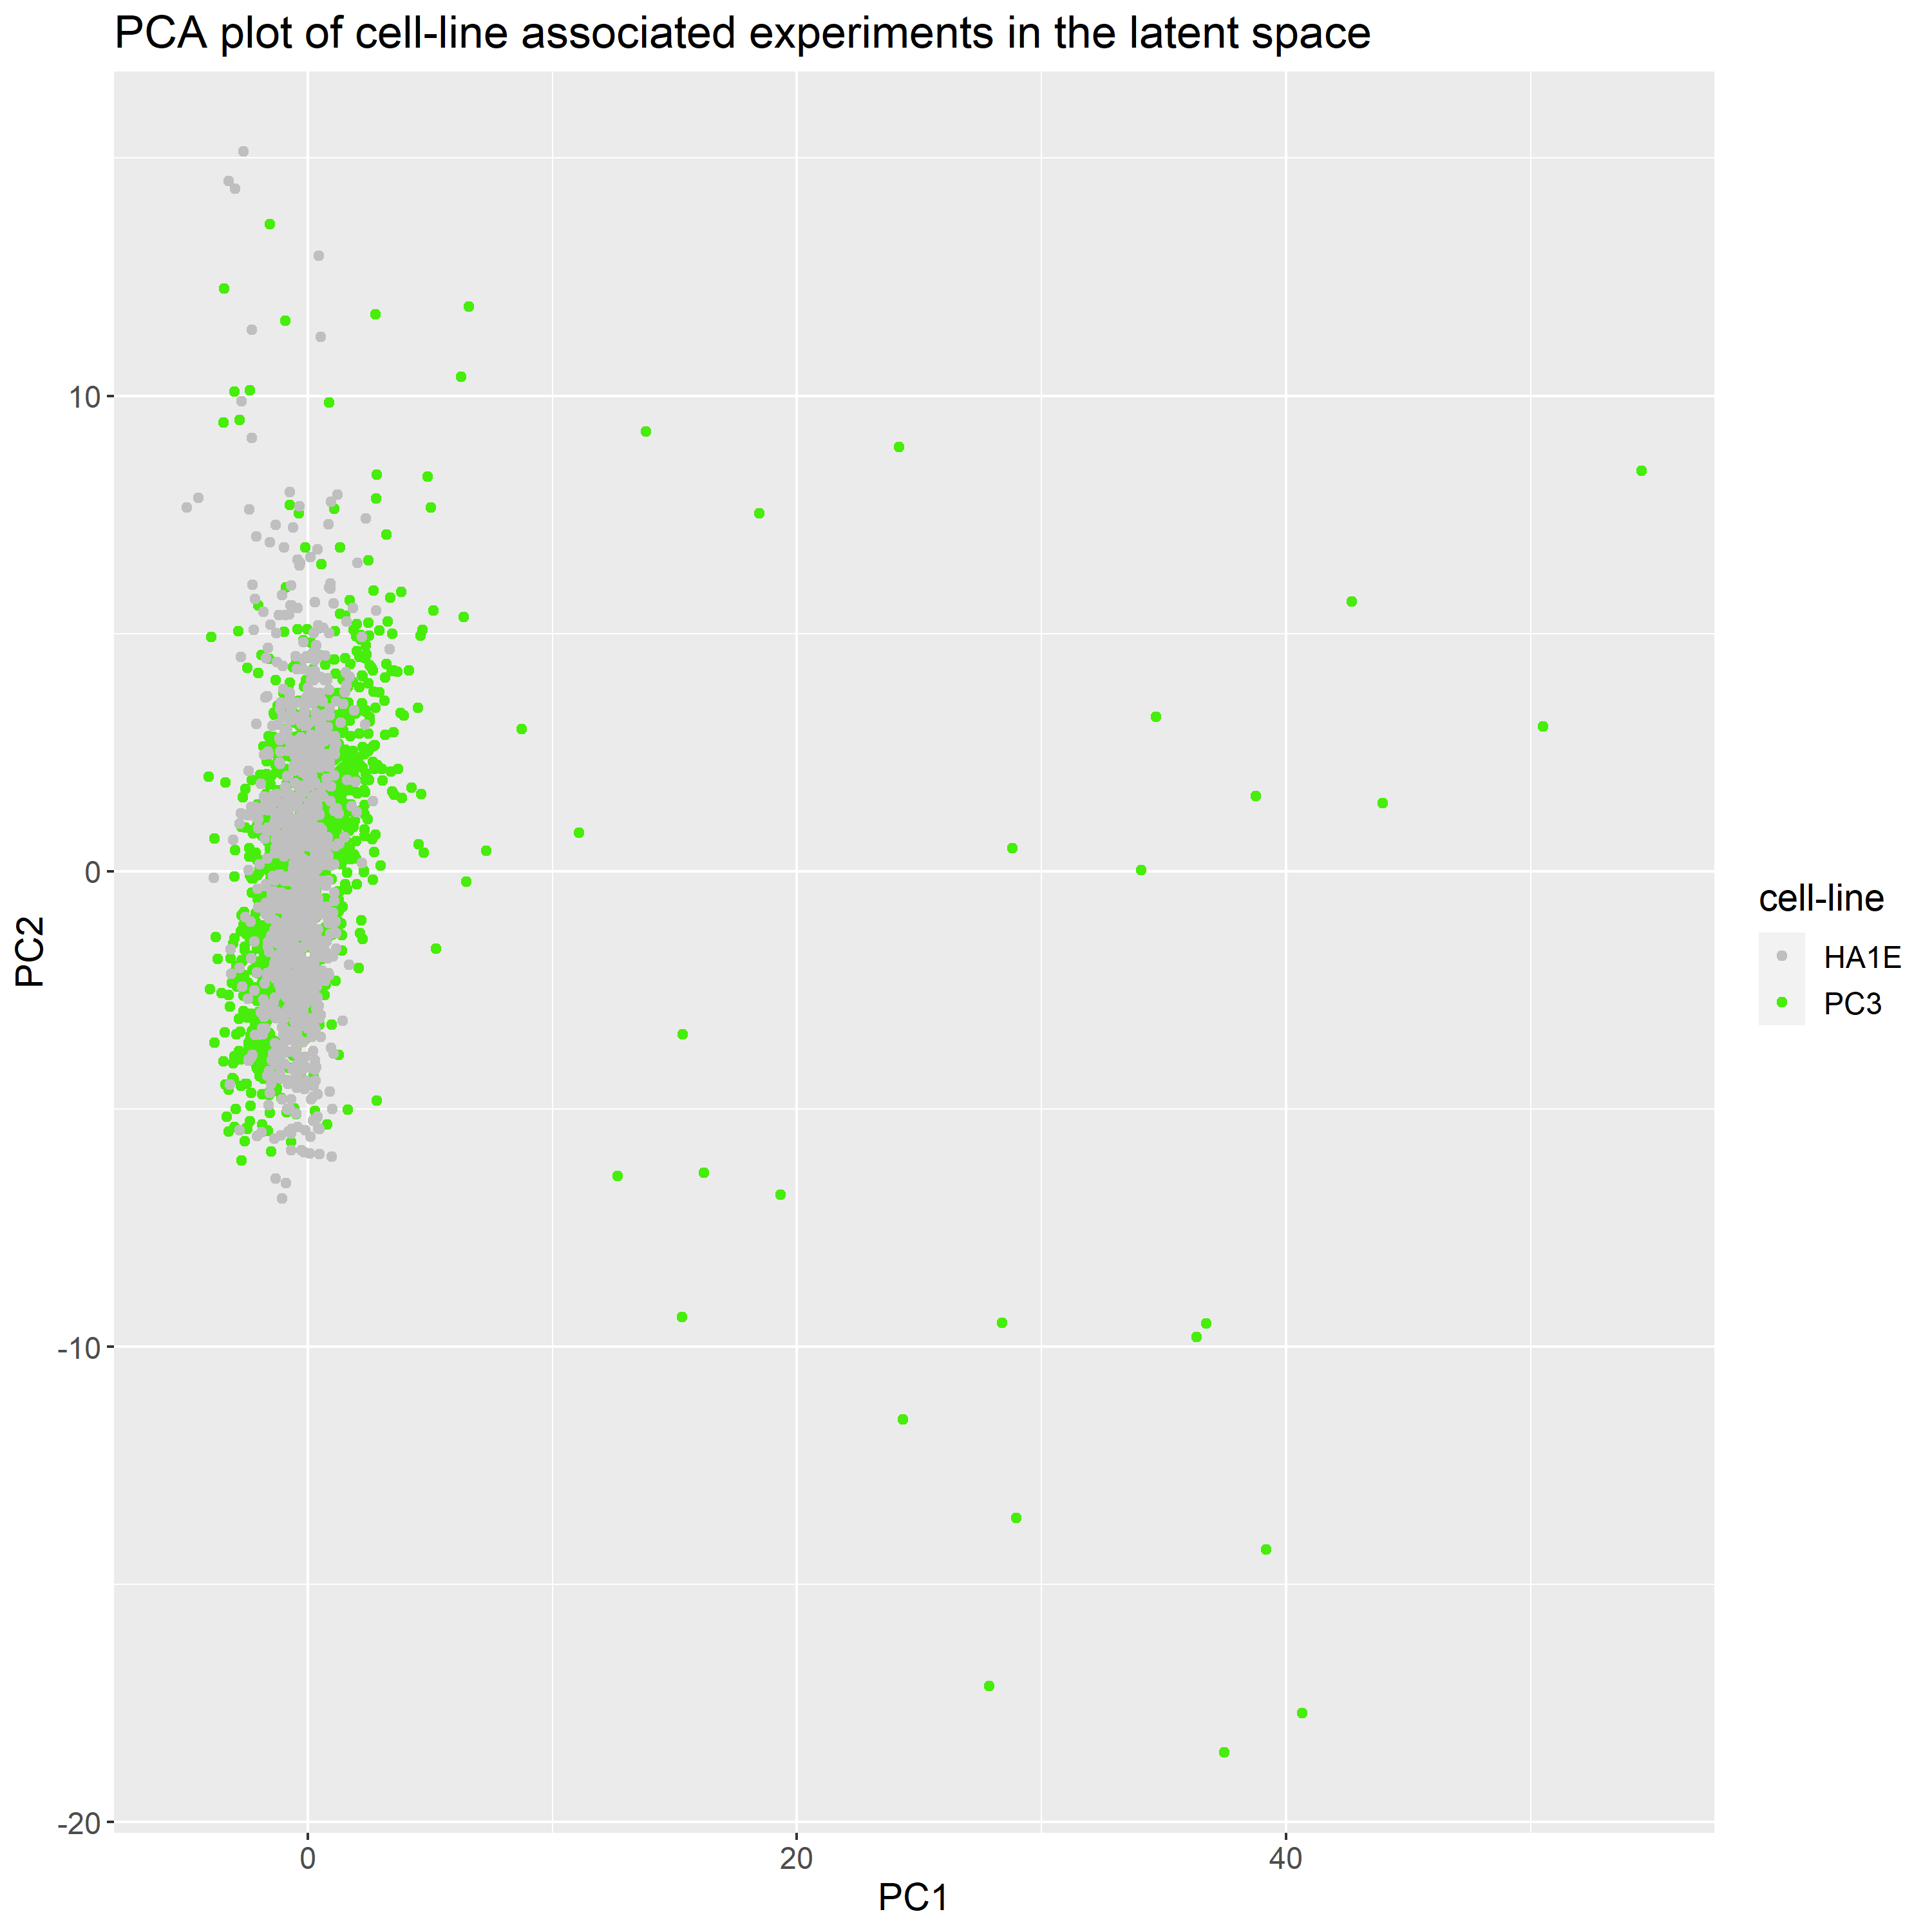 PCA plot of cell-line associated experiments in the latent space
10
0
-10
-20
PC2
0
20
40
PC1
cell-line
HA1E
PC3